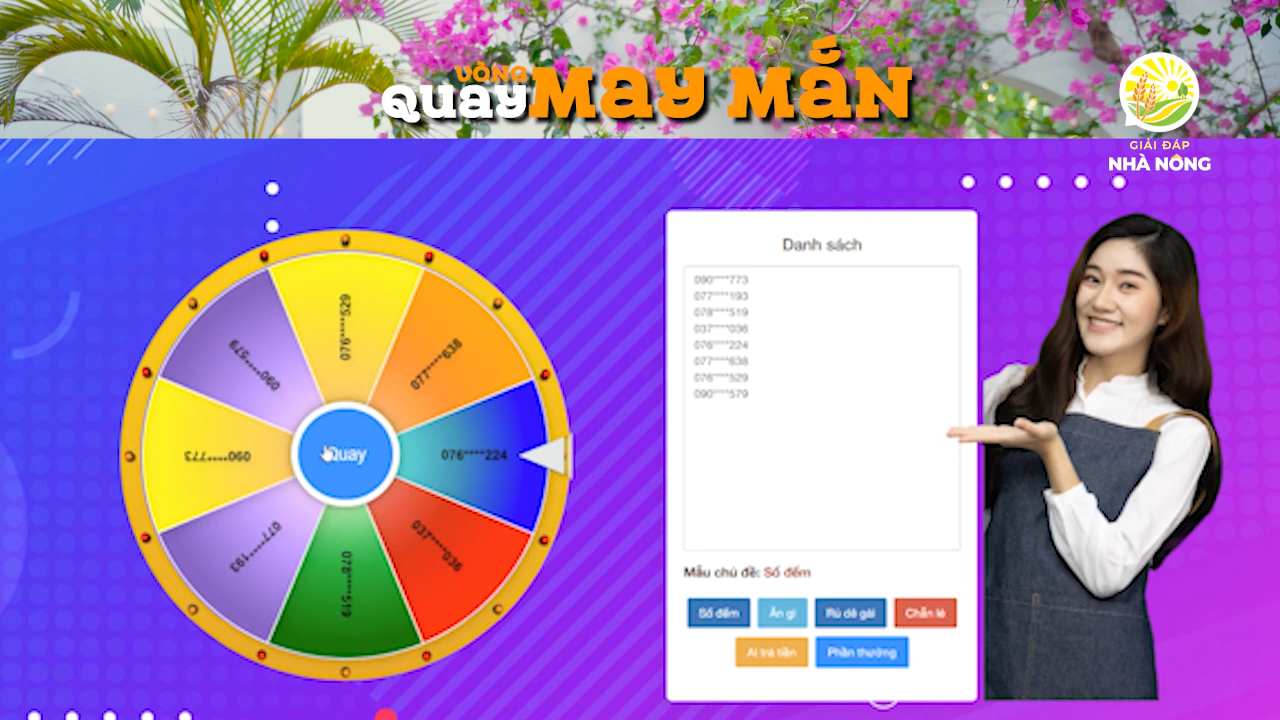 VÒNG
QUAY MAY MẮN
GIẢI ĐÁP
NHÀ NÔNG
076****529
077****638
076****224
037****036
078****519
077****193
090****773
090****579
Quay
Danh sách
090****773
077****193
078****519
037****036
076****224
077****638
076****529
090****579
Mẫu chủ đề: Số đếm
Số đếm Ăn gì Rủ dê gái Chẵn lẻ
Ai trả tiền Phần thưởng